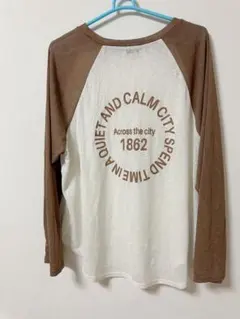 SPEND TIME IN A QUIET AND CALM CITY
Across the city
1862